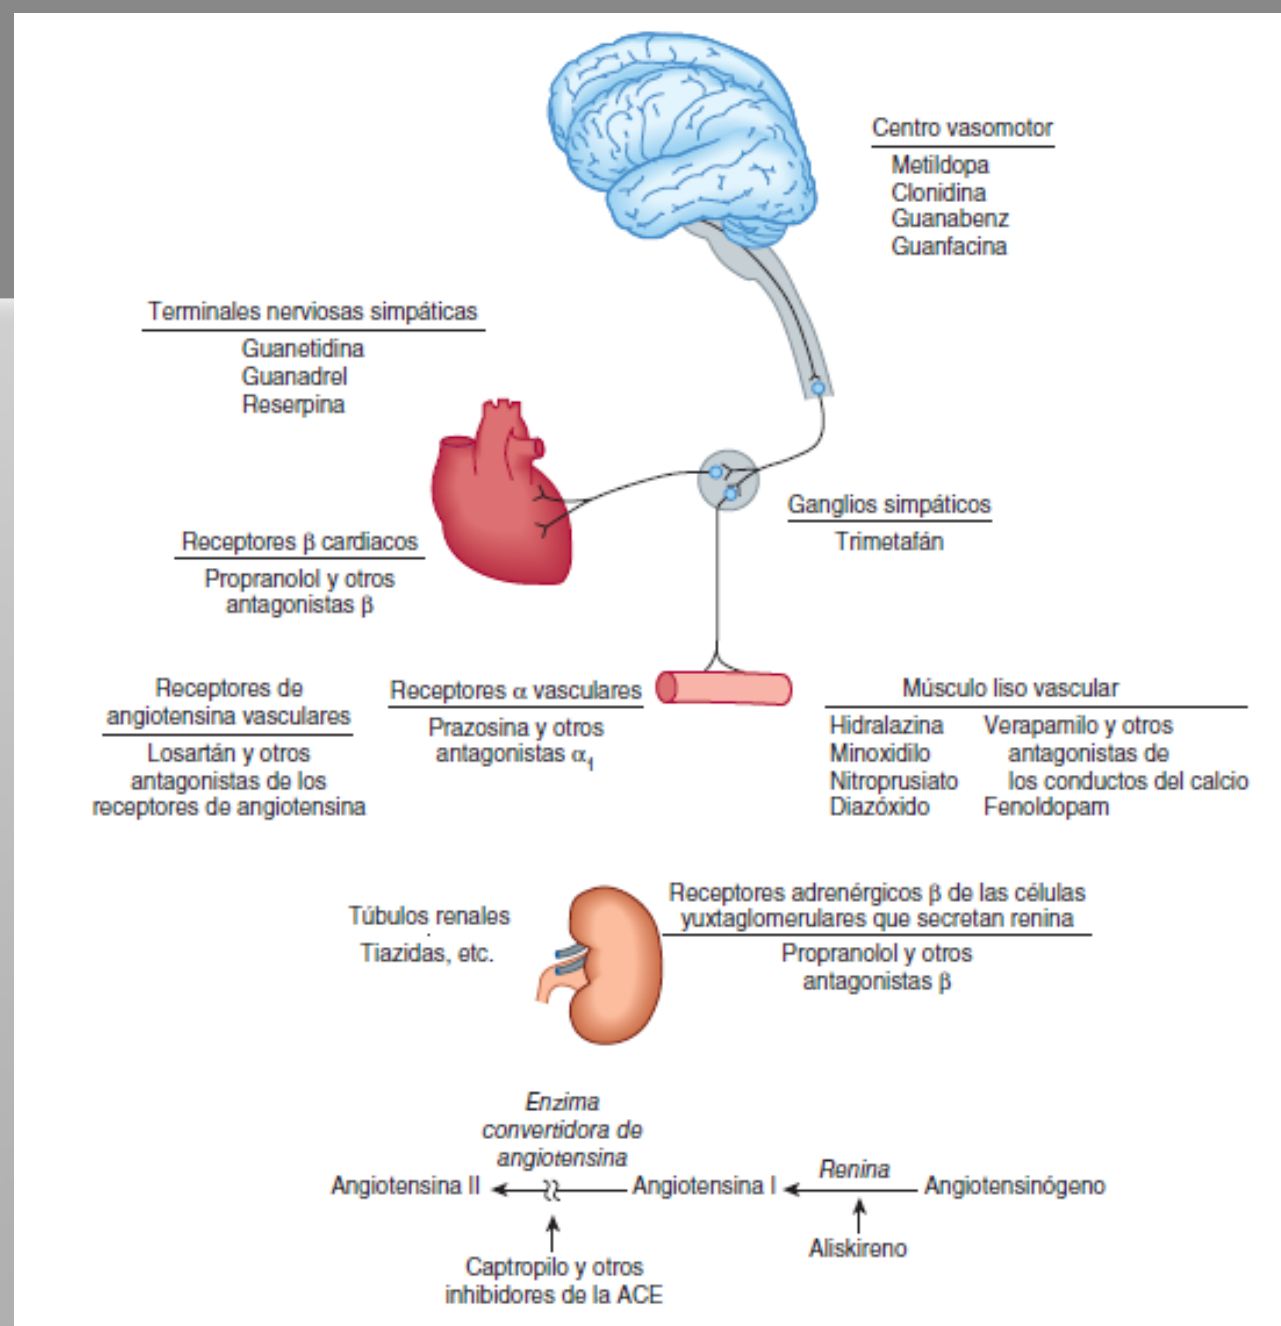 Centro vasomotor
Metildopa
Clonidina
Guanabenz
Guanfacina
Terminales nerviosas simpáticas
Guanetidina
Guanadrel
Reserpina
Ganglios simpáticos
Trimetafán
Receptores β cardiacos
Propranolol y otros
antagonistas β
Receptores de
angiotensina vasculares
Losartán y otros
antagonistas de los
receptores de angiotensina
Receptores α vasculares
Prazosina y otros
antagonistas α1
Músculo liso vascular
Hidralazina
Minoxidilo
Nitroprusiato
Diazóxido
Verapamilo y otros
antagonistas de
los conductos del calcio
Fenoldopam
Túbulos renales
Tiazidas, etc.
Receptores adrenérgicos β de las células
yuxtaglomerulares que secretan renina
Propranolol y otros
antagonistas β
Enzima
convertidora de
angiotensina
Angiotensina II
Angiotensina I
Renina
Angiotensinógeno
Captropilo y otros
inhibidores de la ACE
Aliskireno